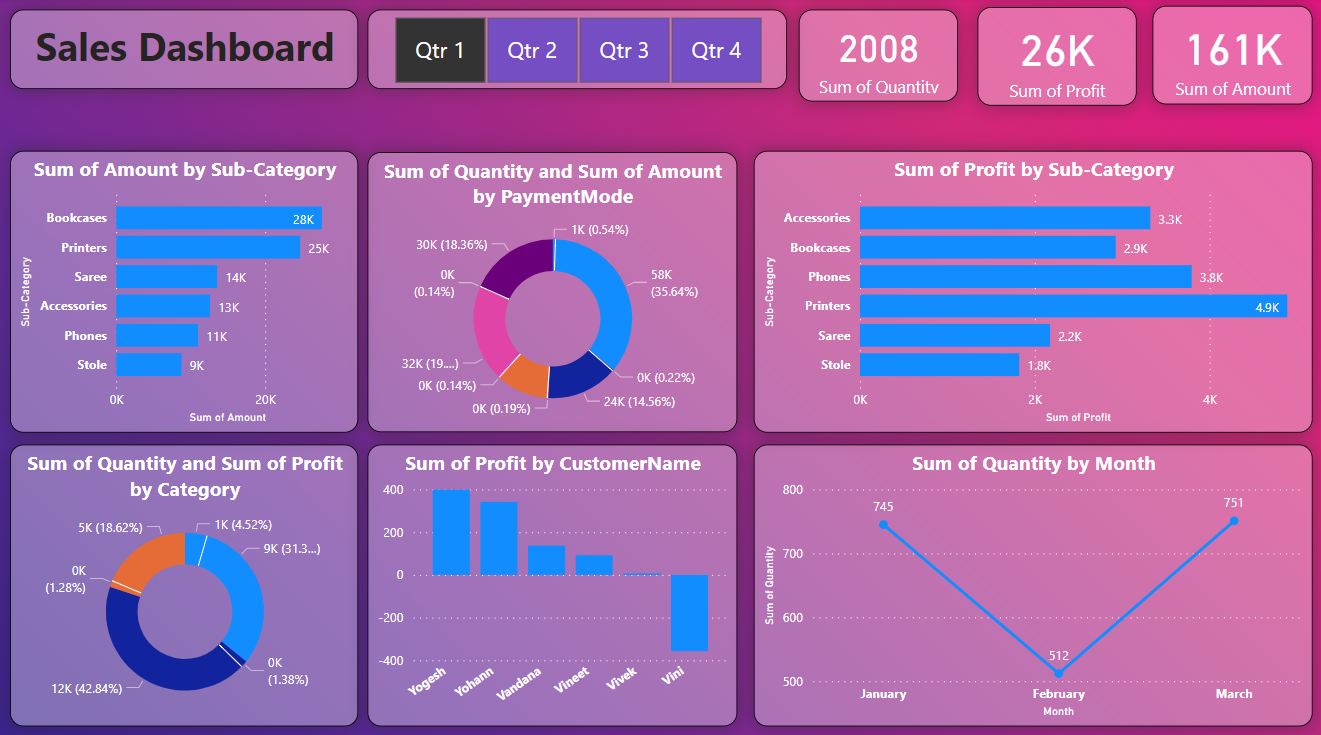 Sales Dashboard
Qtr 1
Qtr 2
Qtr 3
Qtr 4
2008
Sum of Quantity
26K
Sum of Profit
161K
Sum of Amount
Sum of Amount by Sub-Category
Sub-Category
Bookcases
28K
Printers
25K
Saree
14K
Accessories
13K
Phones
11K
Stole
9K
0K
20K
Sum of Amount
Sum of Quantity and Sum of Amount
by PaymentMode
1K (0.54%)
58K
(35.64%)
0K (0.22%)
24K (14.56%)
0K (0.19%)
0K (0.14%)
32K (19....)
0K
(0.14%)
30K (18.36%)
Sum of Profit by Sub-Category
Sub-Category
Accessories
3.3K
Bookcases
2.9K
Phones
3.8K
Printers
4.9K
Saree
2.2K
Stole
1.8K
0K
2K
4K
Sum of Profit
Sum of Quantity and Sum of Profit
by Category
1K (4.52%)
9K (31.3...)
0K
(1.38%)
12K (42.84%)
0K
(1.28%)
5K (18.62%)
Sum of Profit by CustomerName
400
200
0
-200
-400
Yogesh
Yohann
Vandana
Vineet
Vivek
Vini
Sum of Quantity by Month
Sum of Quantity
800
700
600
500
745
512
751
January
February
March
Month